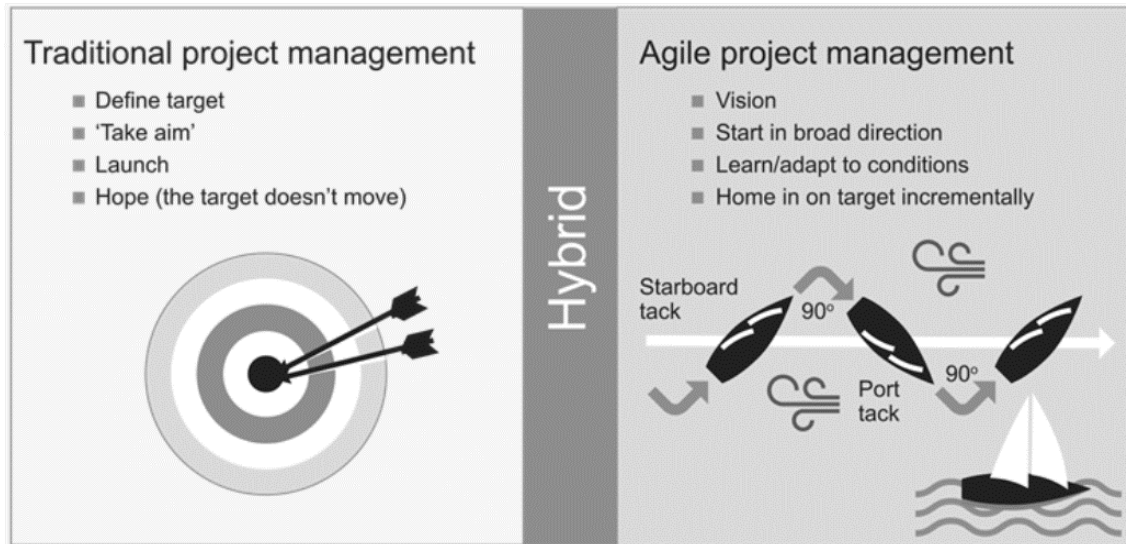 Traditional project management
Define target
‘Take aim’
Launch
Hope (the target doesn’t move)
Hybrid
Agile project management
Vision
Start in broad direction
Learn/adapt to conditions
Home in on target incrementally
Starboard
tack
90°
Port
tack
90°